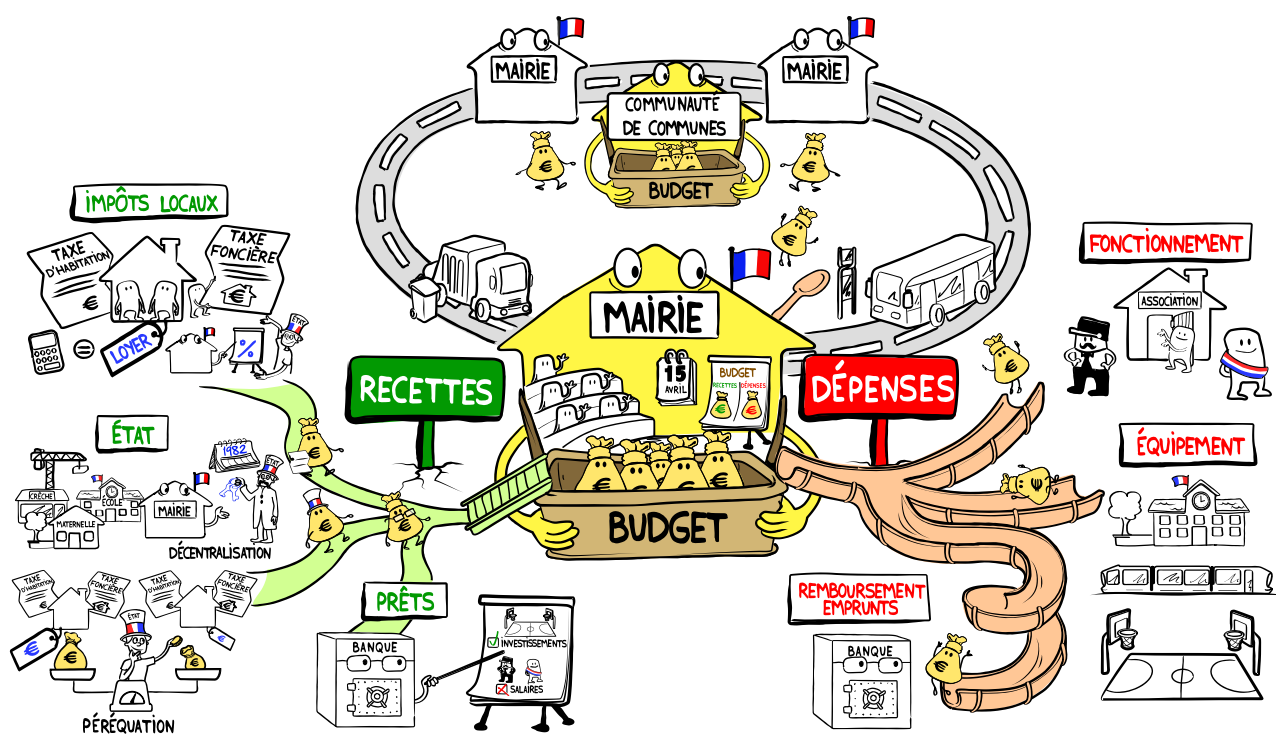 MAIRIE
MAIRIE
COMMUNAUTÉ
DE COMMUNES
€
€
€
BUDGET
€
IMPÔTS LOCAUX
TAXE
D'HABITATION
€
TAXE
FONCIÈRE
€
=
LOYER
%
ÉTAT
MAIRIE
15
AVRIL
BUDGET
RECETTES
DÉPENSES
€
€
RECETTES
DÉPENSES
€
€
€
€
€
BUDGET
FONCTIONNEMENT
ASSOCIATION
€
ÉTAT
CRÈCHE
ÉCOLE
MATERNELLE
MAIRIE
1982
ÉTAT
DÉCENTRALISATION
€
€
€
ÉQUIPEMENT
€
TAXE
D'HABITATION
TAXE
FONCIÈRE
TAXE
D'HABITATION
TAXE
FONCIÈRE
ÉTAT
€
€
€
€
PÉRÉQUATION
PRÊTS
BANQUE
INVESTISSEMENTS
SALAIRES
REMBOURSEMENT
EMPRUNTS
BANQUE
€